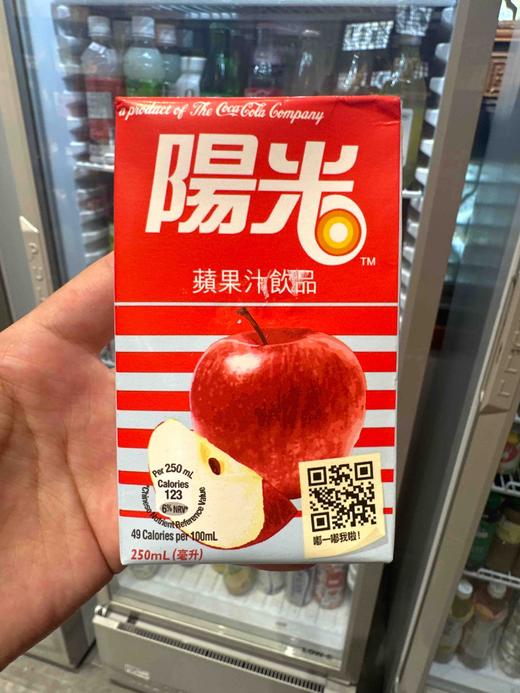 a product of The Coca-Cola Company
陽光
TM
蘋果汁飲品
Per 250 mL
Calories
123
6% NRV*
*Chinese Nutrient Reference Value
49 Calories per 100mL
250mL (毫升)
嘟一嘟我啦！
LOW-E